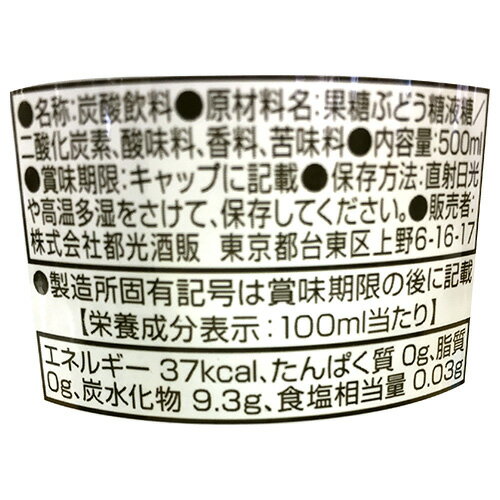 ●名称:炭酸飲料●原材料名:果糖ぶどう糖液糖/
二酸化炭素、酸味料、香料、苦味料●内容量:500ml
●賞味期限:キャップに記載●保存方法:直射日光
や高温多湿をさけて、保存してください。●販売者:
株式会社都光酒販 東京都台東区上野6-16-17
●製造所固有記号は賞味期限の後に記載
【栄養成分表示:100ml当たり】
エネルギー 37kcal、たんぱく質 0g、脂質
0g、炭水化物 9.3g、食塩相当量 0.03g